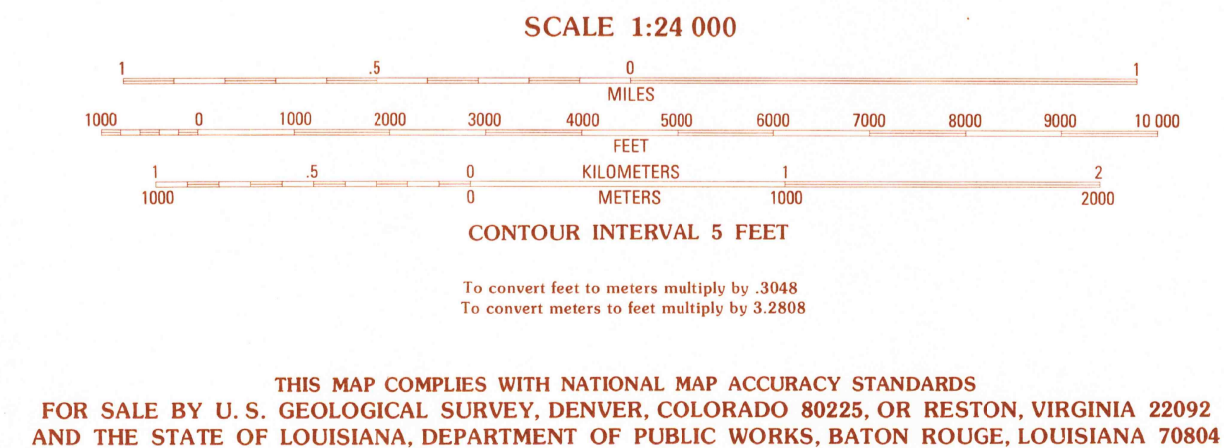 SCALE 1:24 000
1 .5 0 1
MILES
1000 0 1000 2000 3000 4000 5000 6000 7000 8000 9000 10 000
FEET
1 .5 0 KILOMETERS 1 2
1000 0 METERS 1000 2000
CONTOUR INTERVAL 5 FEET
To convert feet to meters multiply by .3048
To convert meters to feet multiply by 3.2808
THIS MAP COMPLIES WITH NATIONAL MAP ACCURACY STANDARDS
FOR SALE BY U. S. GEOLOGICAL SURVEY, DENVER, COLORADO 80225, OR RESTON, VIRGINIA 22092
AND THE STATE OF LOUISIANA, DEPARTMENT OF PUBLIC WORKS, BATON ROUGE, LOUISIANA 70804